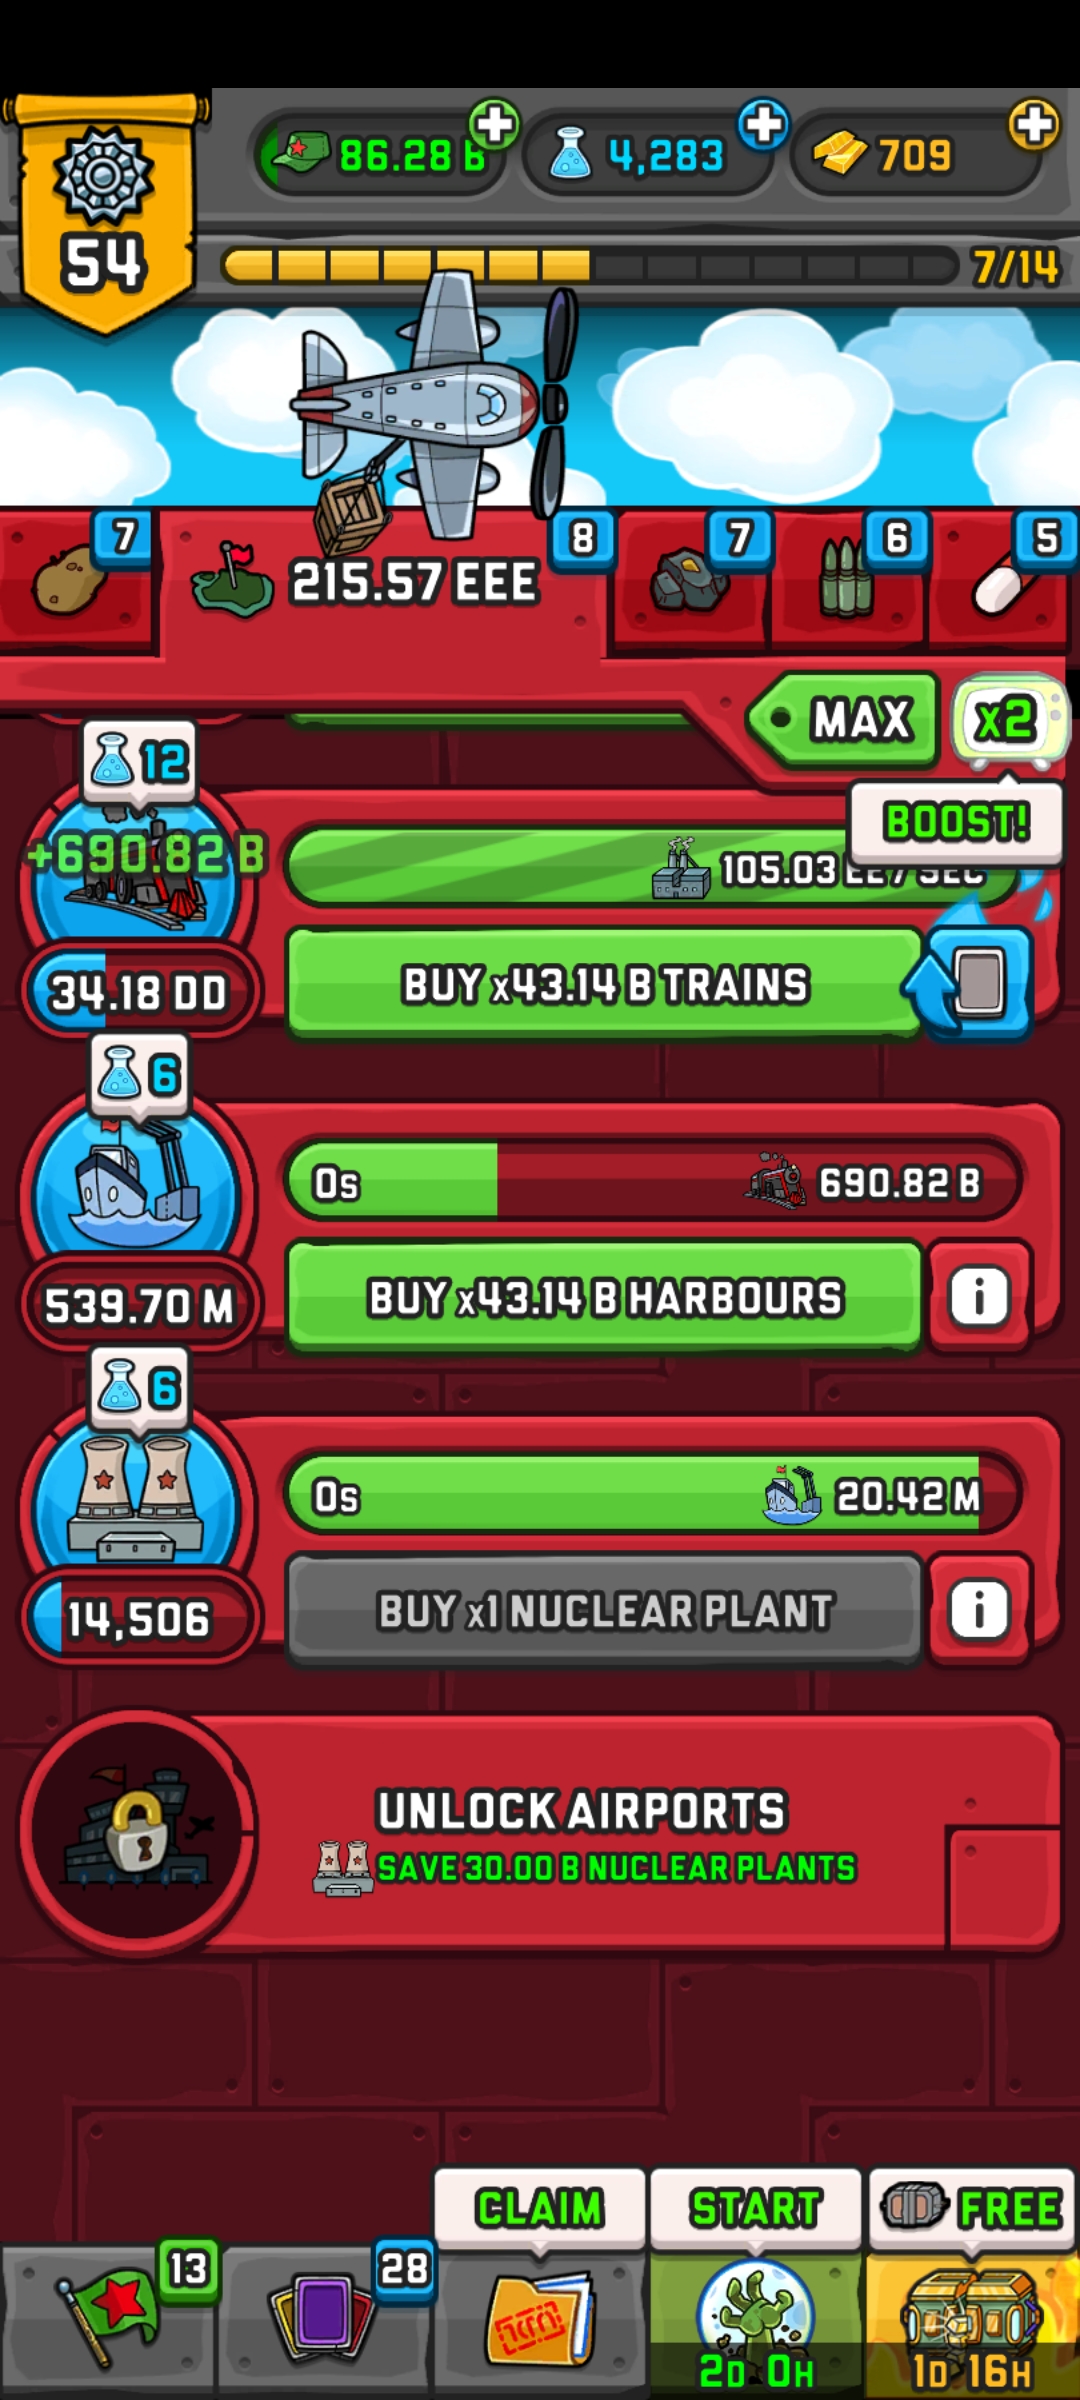 86.28 B
4,283
709
54
7/14
7
215.57 EEE
8
7
6
5
MAX
x2
BOOST!
12
+690.82 B
105.03 EE / SEC
34.18 DD
BUY x43.14 B TRAINS
6
0s
690.82 B
539.70 M
BUY x43.14 B HARBOURS
i
6
0s
20.42 M
14,506
BUY x1 NUCLEAR PLANT
i
UNLOCK AIRPORTS
SAVE 30.00 B NUCLEAR PLANTS
CLAIM
START
FREE
13
28
2D 0H
1D 16H